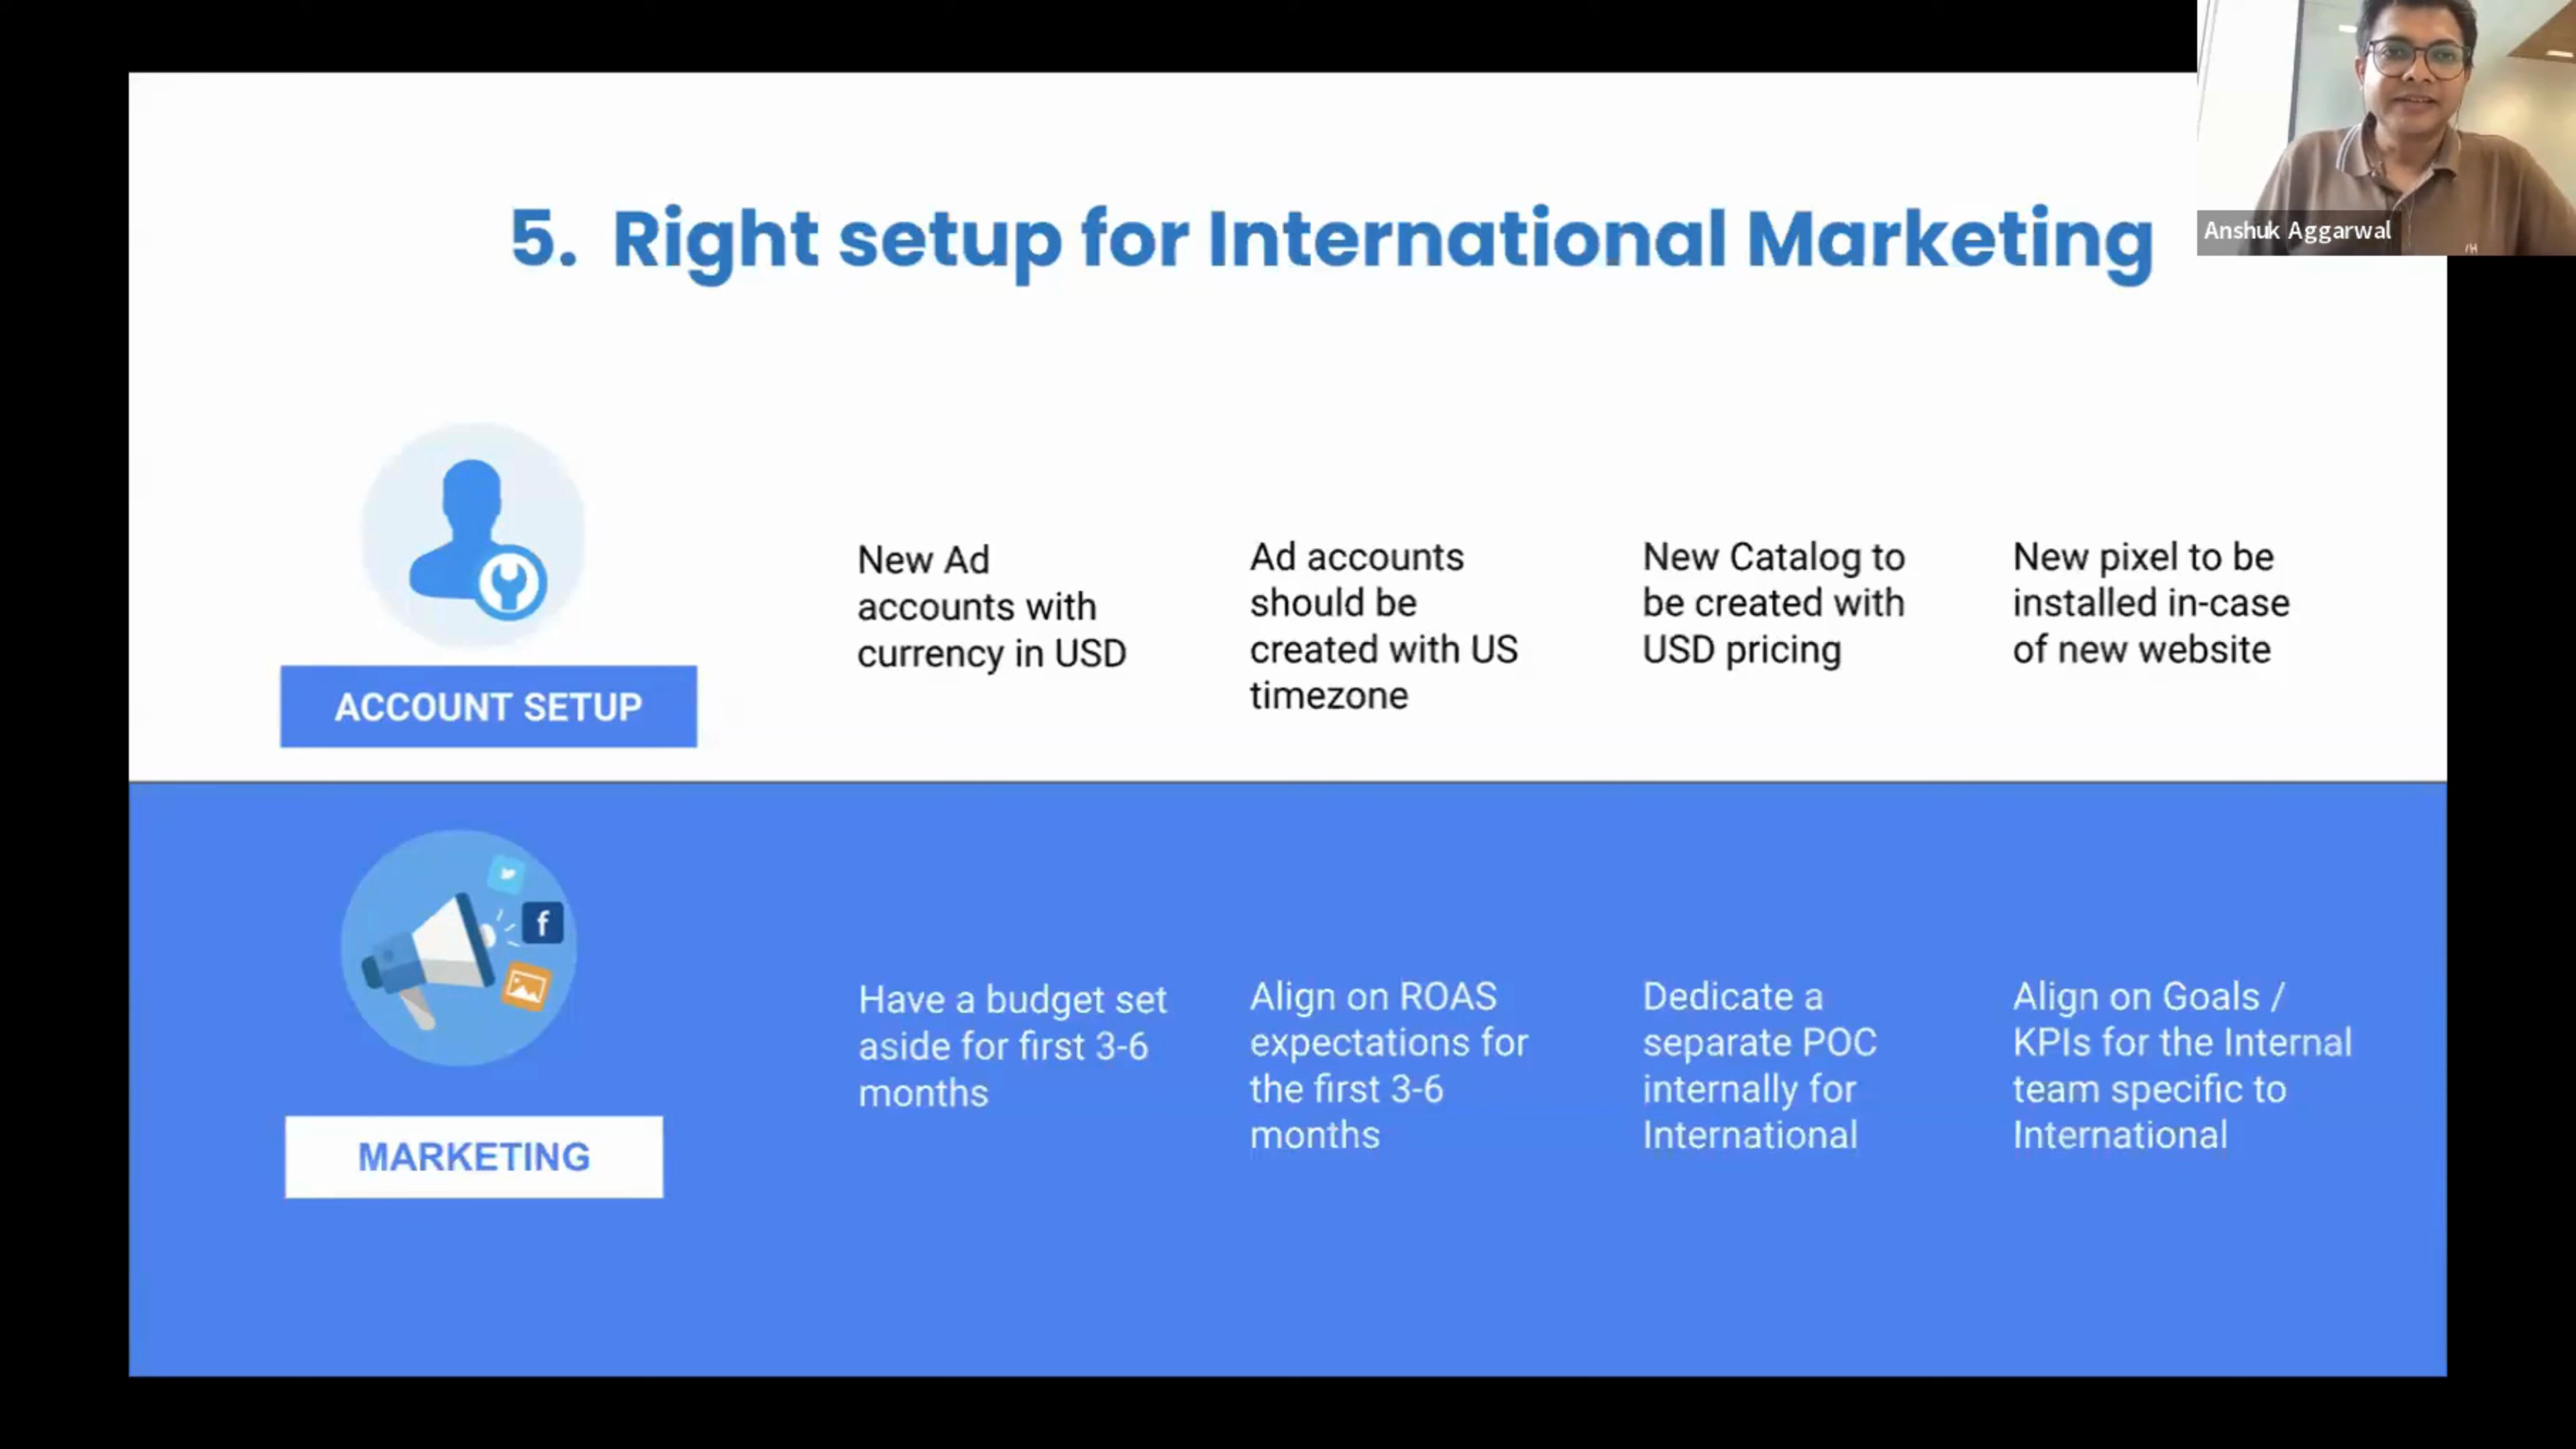 5. Right setup for International Marketing
Anshuk Aggarwal
ACCOUNT SETUP
New Ad
accounts with
currency in USD
Ad accounts
should be
created with US
timezone
New Catalog to
be created with
USD pricing
New pixel to be
installed in-case
of new website
f
MARKETING
Have a budget set
aside for first 3-6
months
Align on ROAS
expectations for
the first 3-6
months
Dedicate a
separate POC
internally for
International
Align on Goals /
KPIs for the Internal
team specific to
International